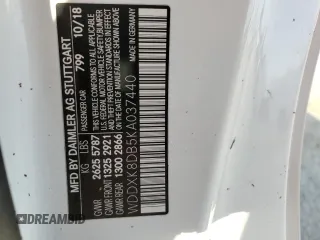 MFD BY DAIMLER AG STUTTGART
PASSENGER CAR 799 10/18
KG LBS
GVWR 2625 5787
GAWR FRONT 1325 2921
GAWR REAR 1300 2866
THIS VEHICLE CONFORMS TO ALL APPLICABLE
U.S. FEDERAL MOTOR VEHICLE SAFETY/BUMPER
AND THEFT PREVENTION STANDARDS IN EFFECT
ON THE DATE OF MANUFACTURE SHOWN ABOVE.
WDDXK8DB5KA037440
MADE IN GERMANY
DREAMBID